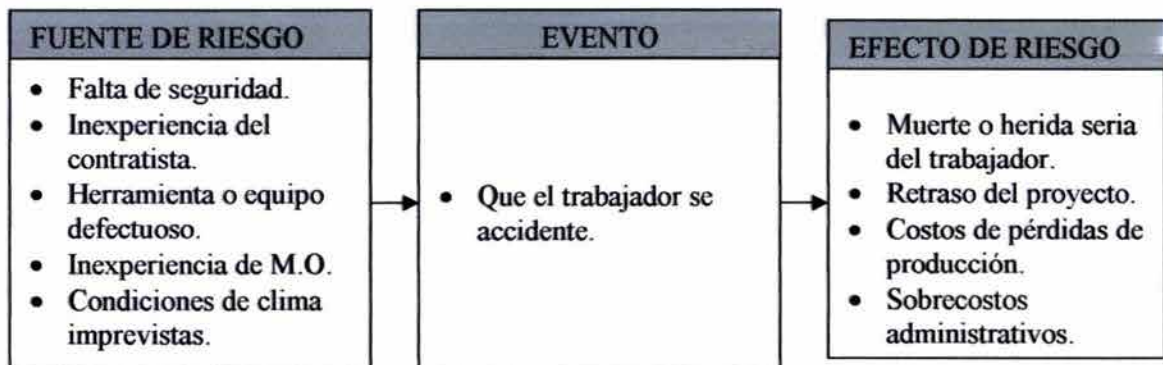 FUENTE DE RIESGO
• Falta de seguridad.
• Inexperiencia del
contratista.
• Herramienta o equipo
defectuoso.
• Inexperiencia de M.O.
• Condiciones de clima
imprevistas.
EVENTO
• Que el trabajador se
accidente.
EFECTO DE RIESGO
• Muerte o herida seria
del trabajador.
• Retraso del proyecto.
• Costos de pérdidas de
producción.
• Sobrecostos
administrativos.